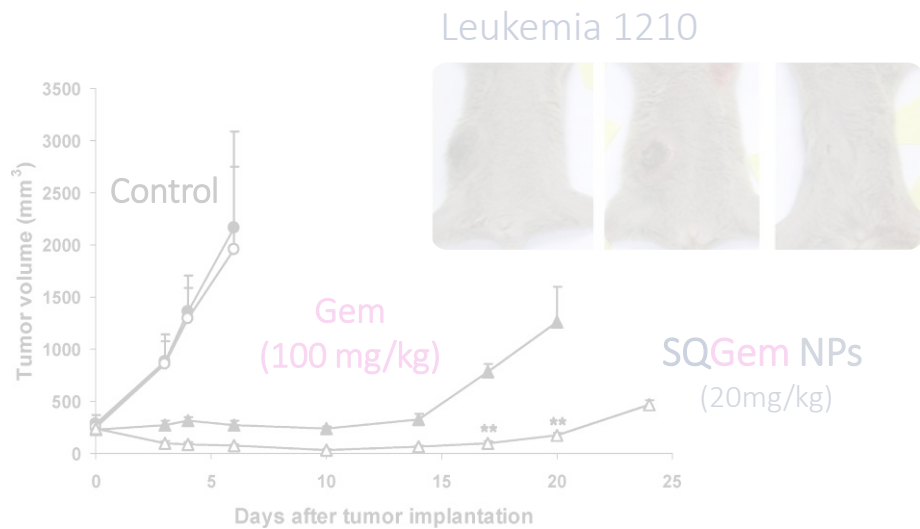 Leukemia 1210
3500
3000
2500
2000
1500
1000
500
0
Tumor volume (mm3)
Control
Gem
(100 mg/kg)
SQGem NPs
(20mg/kg)
**
**
0
5
10
15
20
25
Days after tumor implantation